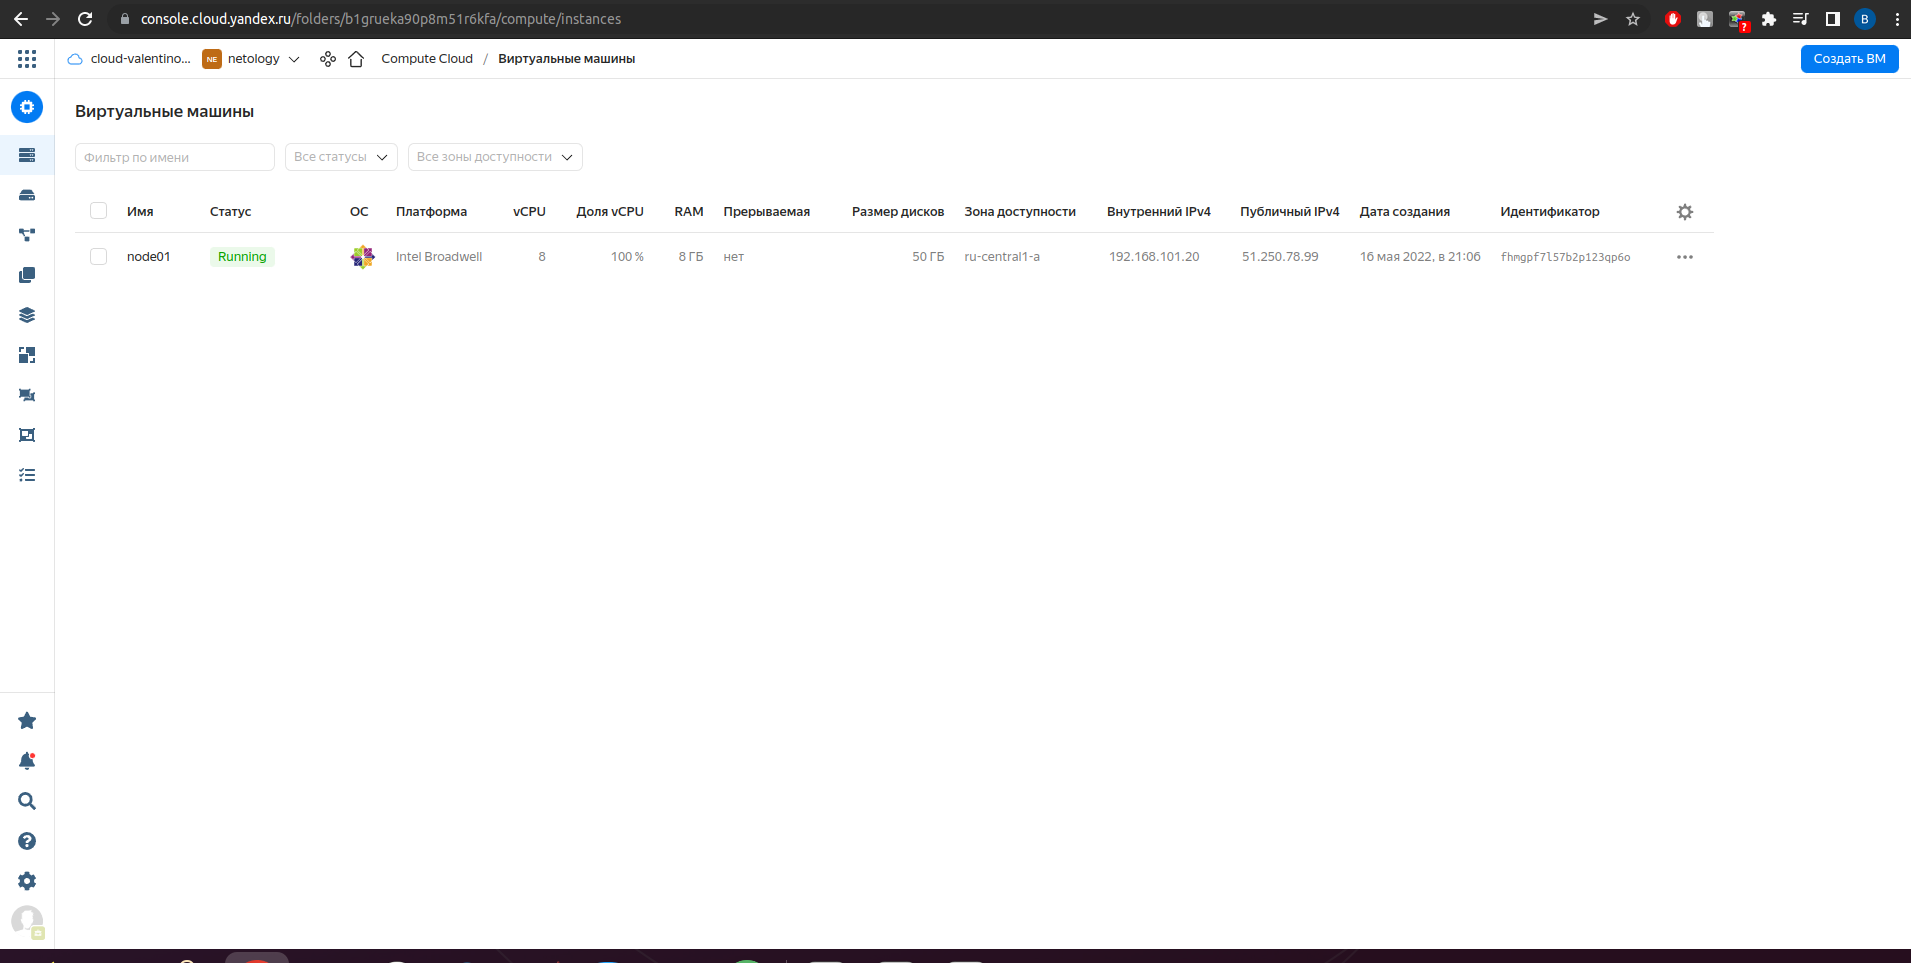 console.cloud.yandex.ru/folders/b1grueka90p8m51r6kfa/compute/instances
? B
cloud-valentino... NE netology Compute Cloud / Виртуальные машины Создать ВМ
Виртуальные машины
Фильтр по имени Все статусы Все зоны доступности
Имя Статус ОС Платформа vCPU Доля vCPU RAM Прерываемая Размер дисков Зона доступности Внутренний IPv4 Публичный IPv4 Дата создания Идентификатор
node01 Running Intel Broadwell 8 100 % 8 ГБ нет 50 ГБ ru-central1-a 192.168.101.20 51.250.78.99 16 мая 2022, в 21:06 fhmgpf7l57b2p123qp6o